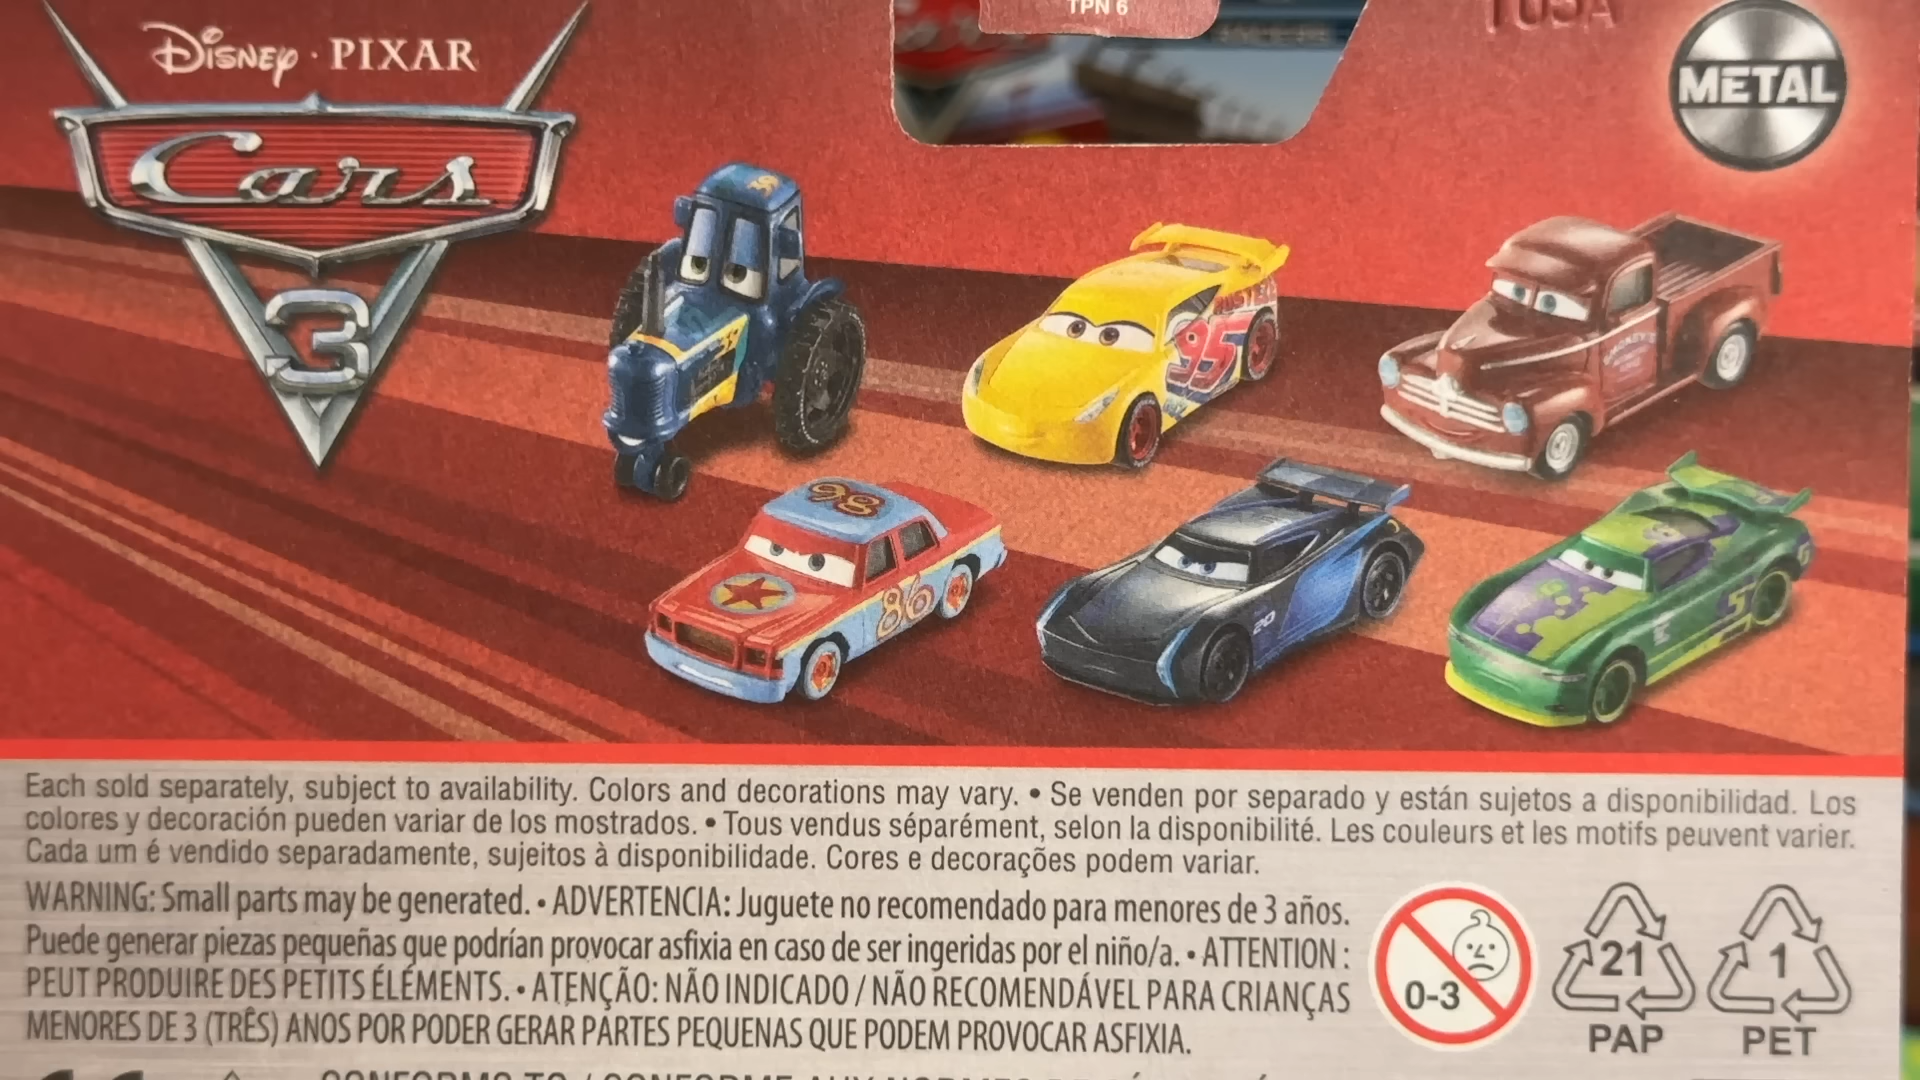 TPN 6
DISNEY · PIXAR
METAL
Cars
3
95
98
86
20
Each sold separately, subject to availability. Colors and decorations may vary. • Se venden por separado y están sujetos a disponibilidad. Los
colores y decoración pueden variar de los mostrados. • Tous vendus séparément, selon la disponibilité. Les couleurs et les motifs peuvent varier.
Cada um é vendido separadamente, sujeitos à disponibilidade. Cores e decorações podem variar.
WARNING: Small parts may be generated. • ADVERTENCIA: Juguete no recomendado para menores de 3 años.
Puede generar piezas pequeñas que podrían provocar asfixia en caso de ser ingeridas por el niño/a. • ATTENTION :
PEUT PRODUIRE DES PETITS ÉLÉMENTS. • ATENÇÃO: NÃO INDICADO / NÃO RECOMENDÁVEL PARA CRIANÇAS
MENORES DE 3 (TRÊS) ANOS POR PODER GERAR PARTES PEQUENAS QUE PODEM PROVOCAR ASFIXIA.
0-3
21
PAP
1
PET